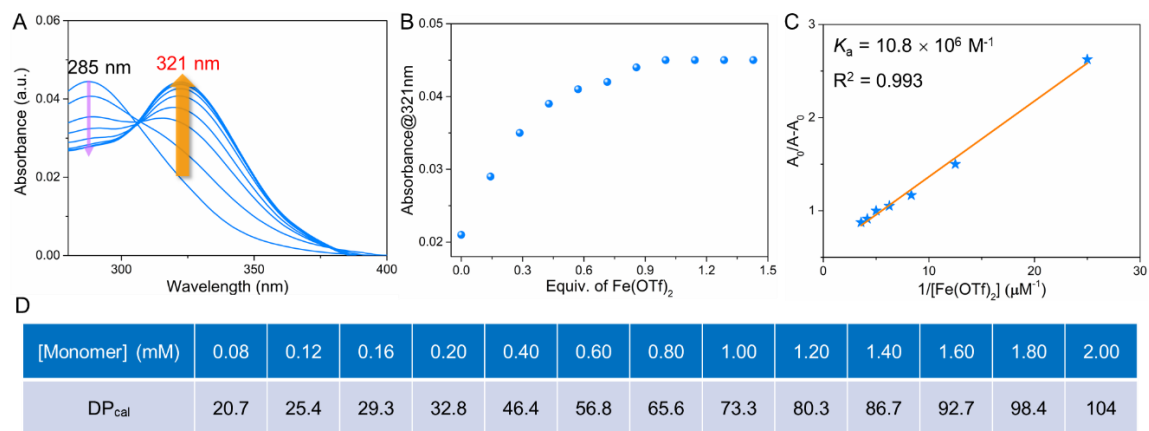 A
0.06
0.04
0.02
0.00
Absorbance (a.u.)
285 nm
321 nm
300
350
400
Wavelength (nm)
B
0.05
0.04
0.03
0.02
Absorbance@321nm
0.0
0.3
0.6
0.9
1.2
1.5
Equiv. of Fe(OTf)₂
C
Kₐ = 10.8 × 10⁶ M⁻¹
R² = 0.993
3
2
1
A₀/A-A₀
0
10
20
30
1/[Fe(OTf)₂] (μM⁻¹)
D
[Monomer] (mM) 0.08 0.12 0.16 0.20 0.40 0.60 0.80 1.00 1.20 1.40 1.60 1.80 2.00
DPcal 20.7 25.4 29.3 32.8 46.4 56.8 65.6 73.3 80.3 86.7 92.7 98.4 104